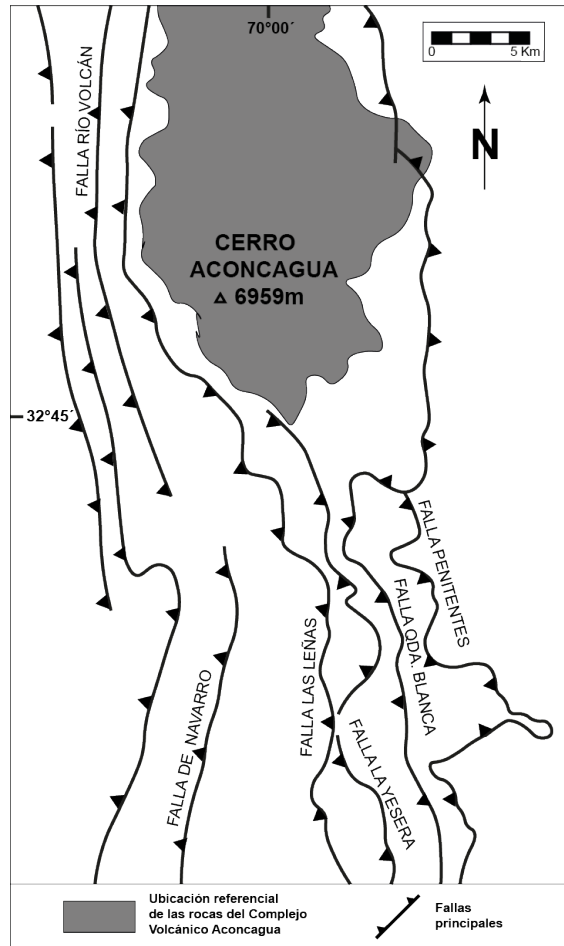 70°00´
0 5 Km
N
FALLA RÍO VOLCÁN
CERRO
ACONCAGUA
6959m
32°45´
FALLA PENITENTES
FALLA QDA. BLANCA
FALLA LAS LEÑAS
FALLA DE NAVARRO
FALLA LA YESERA
Ubicación referencial
de las rocas del Complejo
Volcánico Aconcagua
Fallas
principales